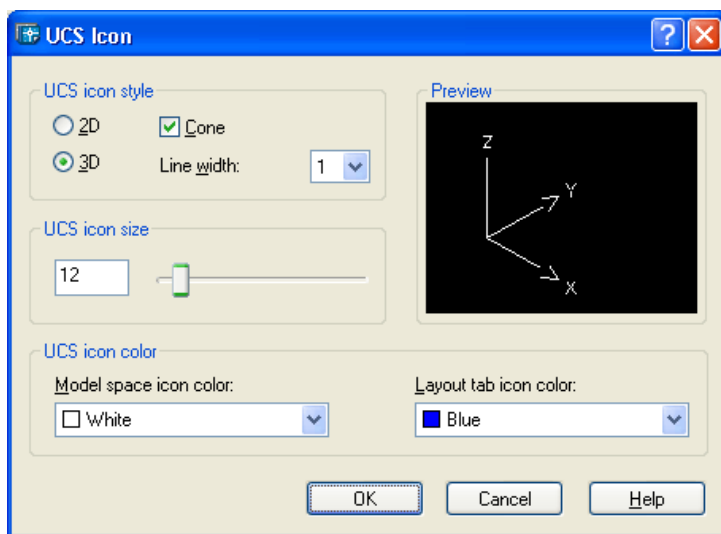 UCS Icon
UCS icon style
2D
Cone
3D
Line width:
1
Preview
Z
Y
X
UCS icon size
12
UCS icon color
Model space icon color:
White
Layout tab icon color:
Blue
OK
Cancel
Help